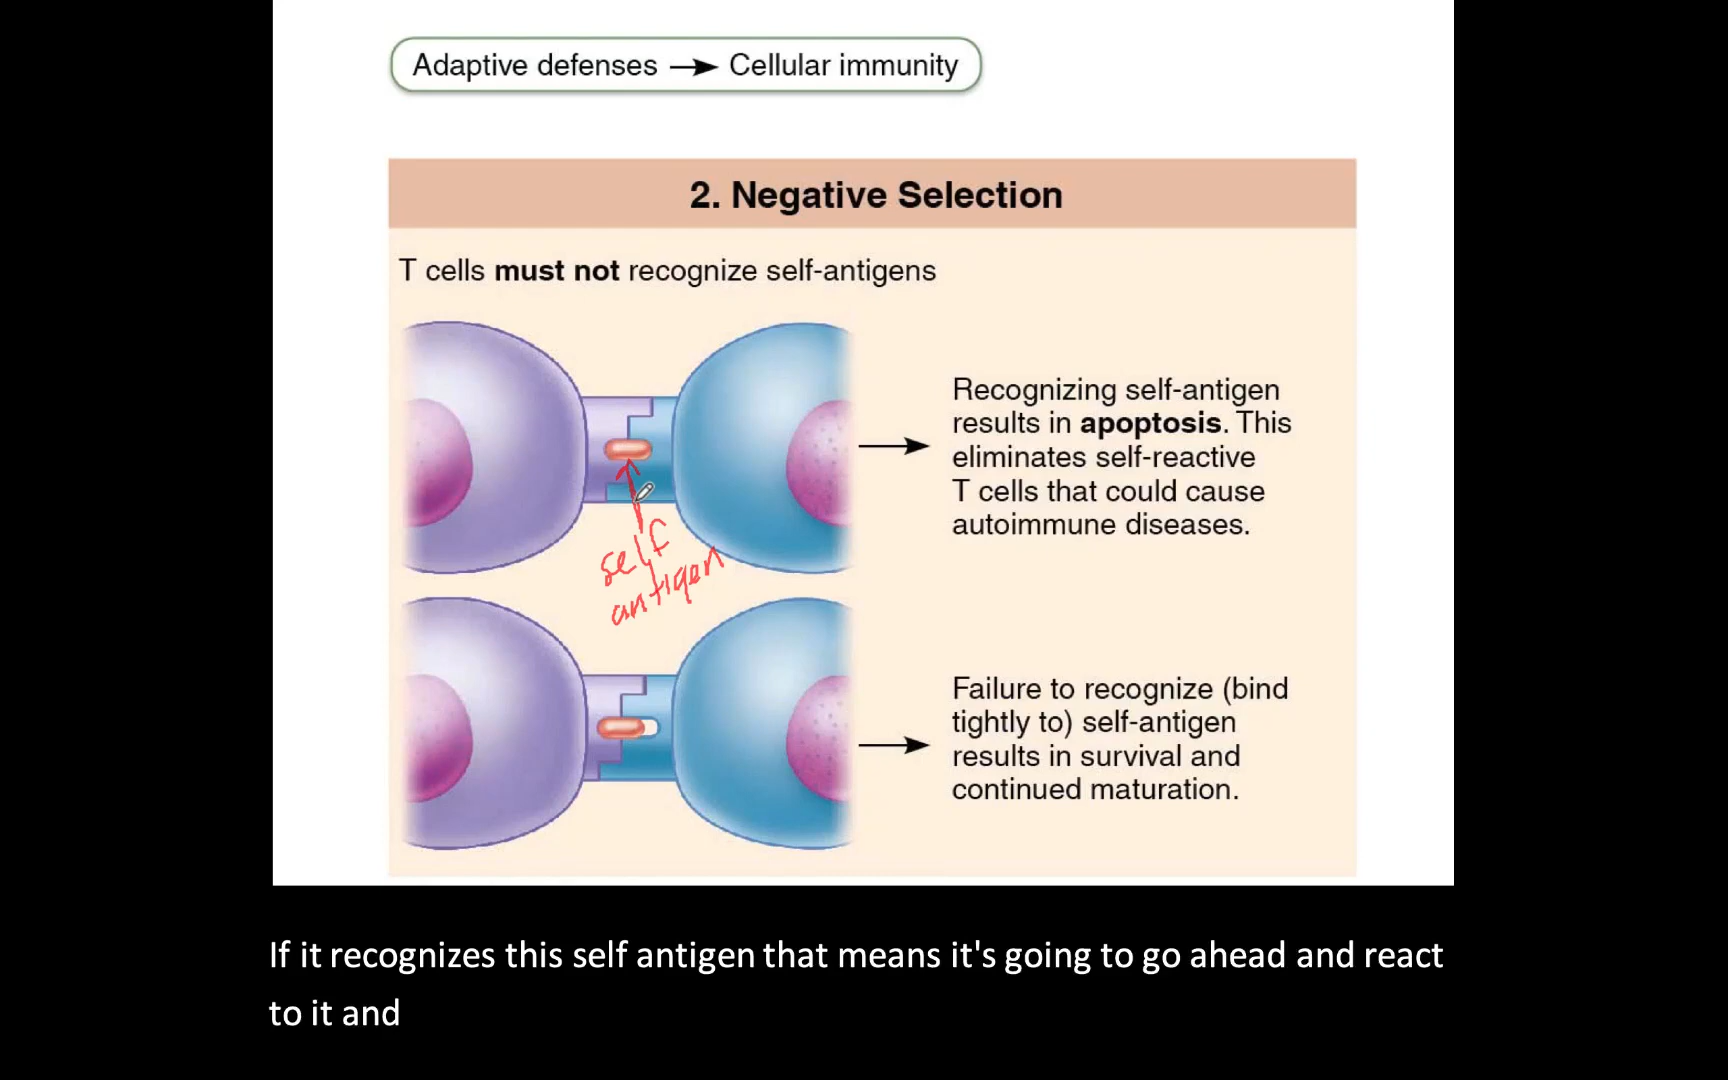 Adaptive defenses → Cellular immunity
2. Negative Selection
T cells must not recognize self-antigens
Recognizing self-antigen
results in apoptosis. This
eliminates self-reactive
T cells that could cause
autoimmune diseases.
self
antigen
Failure to recognize (bind
tightly to) self-antigen
results in survival and
continued maturation.
If it recognizes this self antigen that means it's going to go ahead and react
to it and